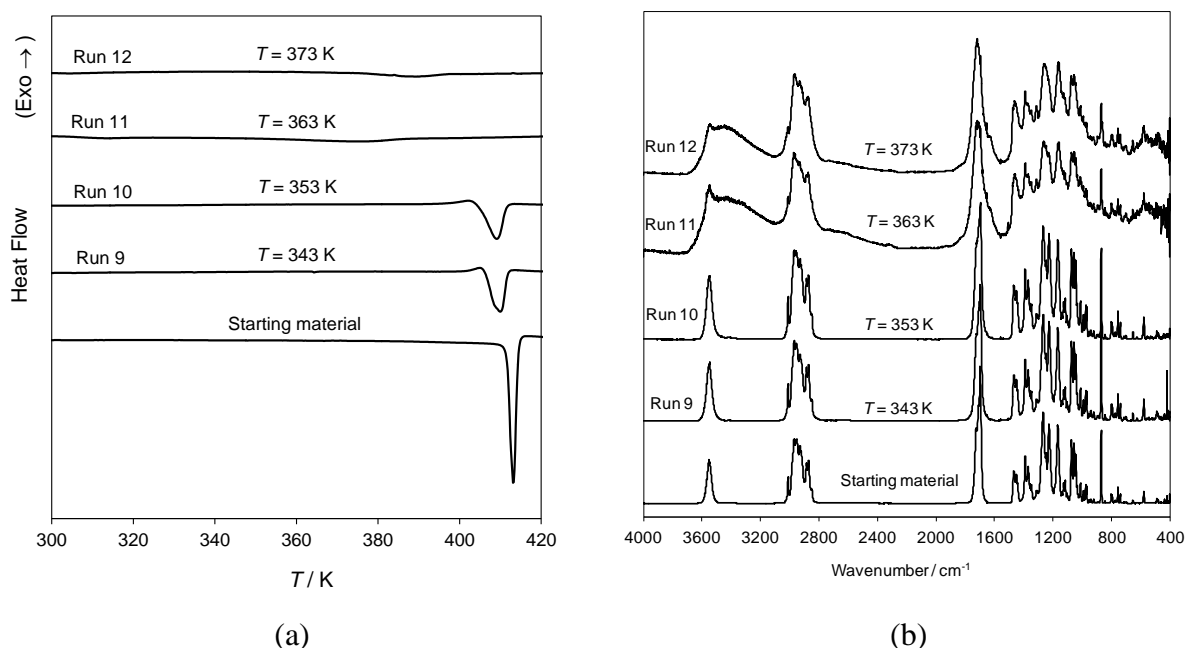 Heat Flow (Exo → )
Run 12
T = 373 K
Run 11
T = 363 K
Run 10
T = 353 K
Run 9
T = 343 K
Starting material
300 320 340 360 380 400 420
T / K
(a)
Run 12
T = 373 K
Run 11
T = 363 K
Run 10
T = 353 K
Run 9
T = 343 K
Starting material
4000 3600 3200 2800 2400 2000 1600 1200 800 400
Wavenumber / cm⁻¹
(b)